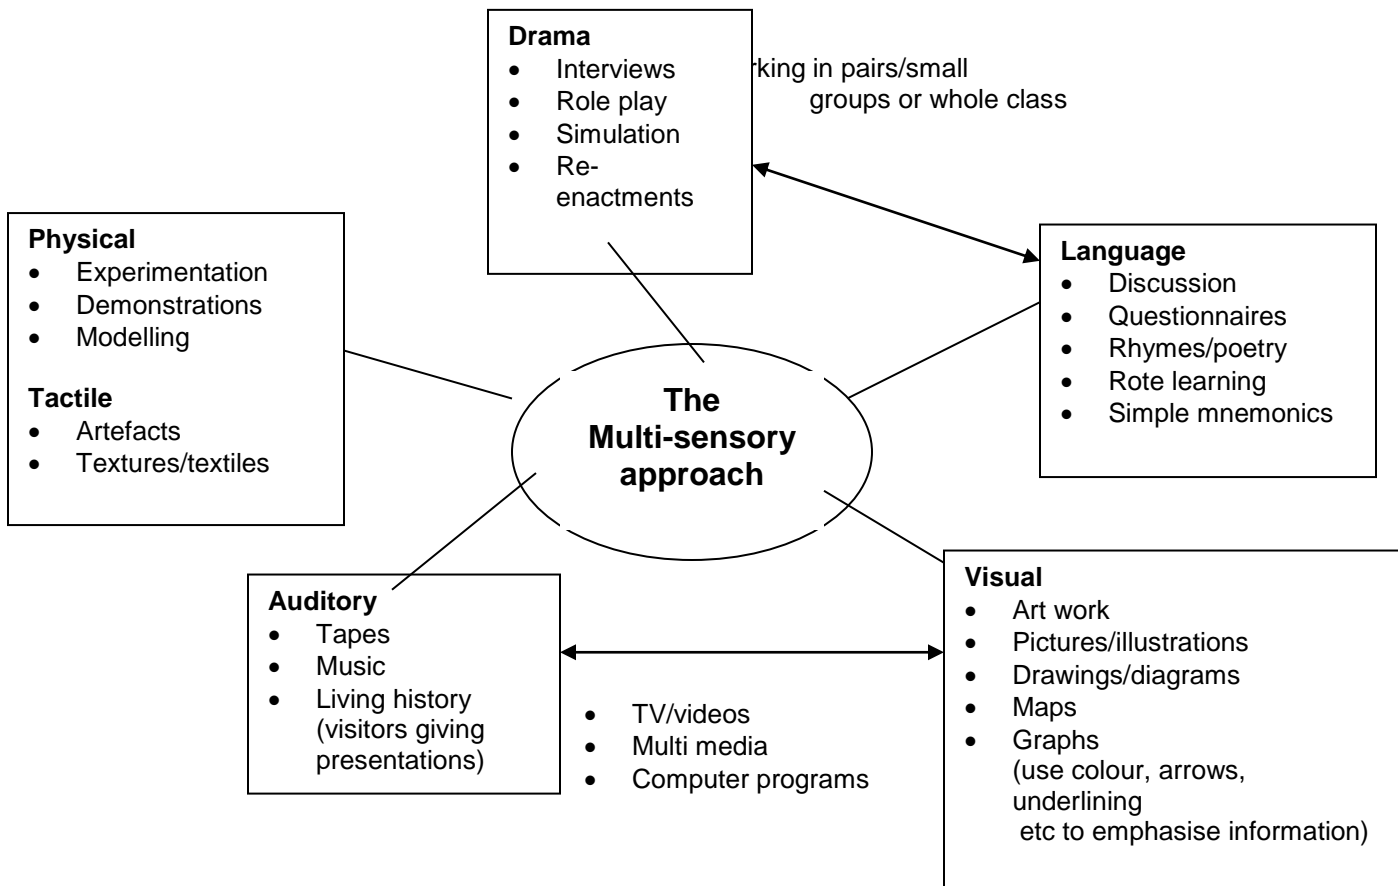 Drama
• Interviews
• Role play
• Simulation
• Re-
enactments
rking in pairs/small
groups or whole class
Physical
• Experimentation
• Demonstrations
• Modelling
Tactile
• Artefacts
• Textures/textiles
Language
• Discussion
• Questionnaires
• Rhymes/poetry
• Rote learning
• Simple mnemonics
The
Multi-sensory
approach
Auditory
• Tapes
• Music
• Living history
(visitors giving
presentations)
• TV/videos
• Multi media
• Computer programs
Visual
• Art work
• Pictures/illustrations
• Drawings/diagrams
• Maps
• Graphs
(use colour, arrows,
underlining
etc to emphasise information)